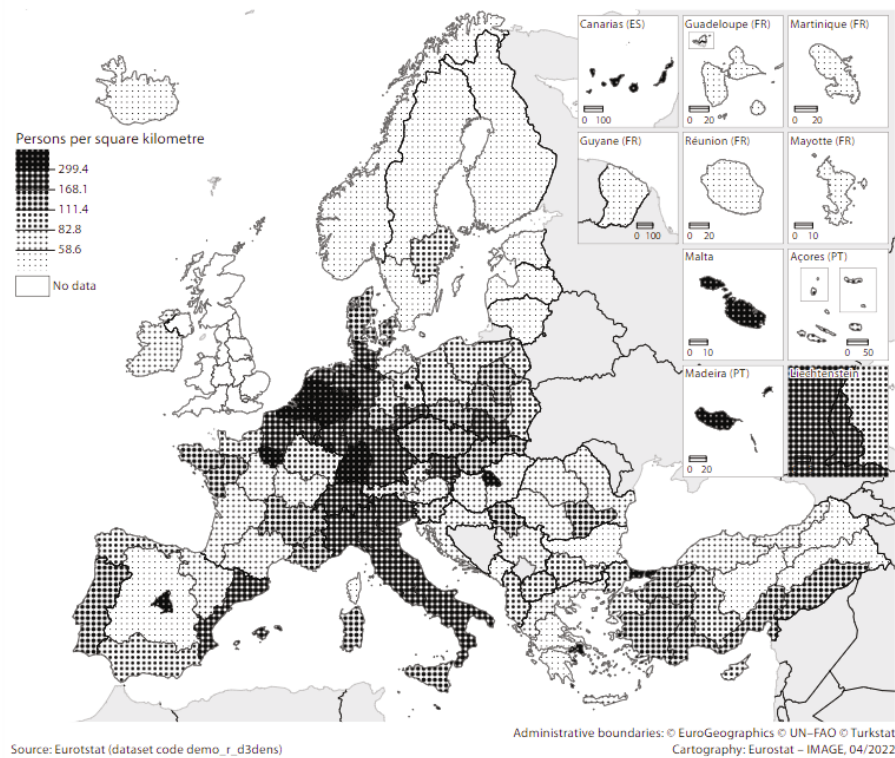 Canarias (ES)
0 100
Guadeloupe (FR)
0 20
Martinique (FR)
0 20
Guyane (FR)
0 100
Réunion (FR)
0 20
Mayotte (FR)
0 10
Malta
0 10
Açores (PT)
0 50
Madeira (PT)
0 20
Liechtenstein
Persons per square kilometre
299.4
168.1
111.4
82.8
58.6
No data
Administrative boundaries: © EuroGeographics © UN–FAO © Turkstat
Source: Eurotstat (dataset code demo_r_d3dens)
Cartography: Eurostat – IMAGE, 04/2022